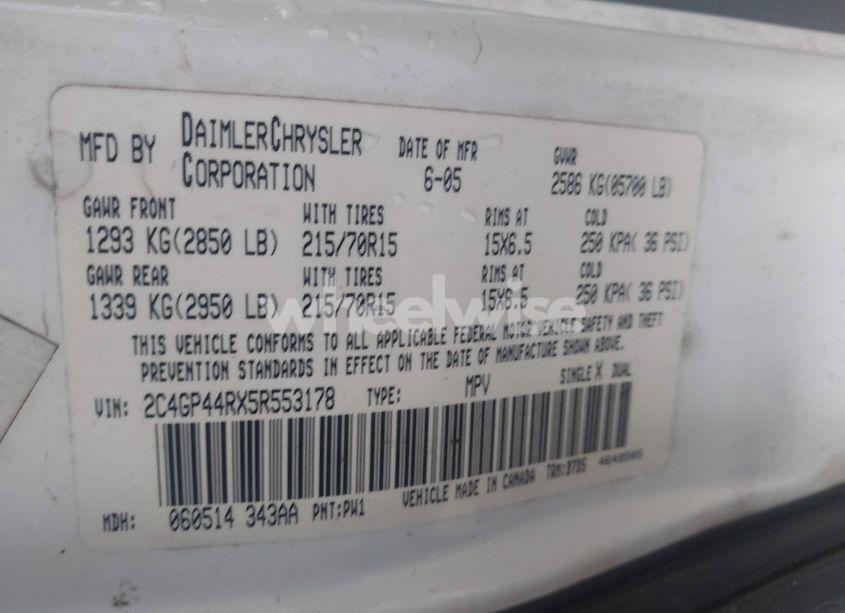 MFD BY DAIMLERCHRYSLER CORPORATION DATE OF MFR 6-05 GVWR 2586 KG(05700 LB)
GAWR FRONT WITH TIRES RIMS AT COLD
1293 KG(2850 LB) 215/70R15 15X6.5 250 KPA( 36 PSI)
GAWR REAR WITH TIRES RIMS AT COLD
1339 KG(2950 LB) 215/70R15 15X6.5 250 KPA( 36 PSI)
wheelwise
THIS VEHICLE CONFORMS TO ALL APPLICABLE FEDERAL MOTOR VEHICLE SAFETY AND THEFT
PREVENTION STANDARDS IN EFFECT ON THE DATE OF MANUFACTURE SHOWN ABOVE.
VIN: 2C4GP44RX5R553178 TYPE: MPV SINGLE X DUAL
MDH: 060514 343AA PNT:PW1 VEHICLE MADE IN CANADA TRM:37D5 4648505